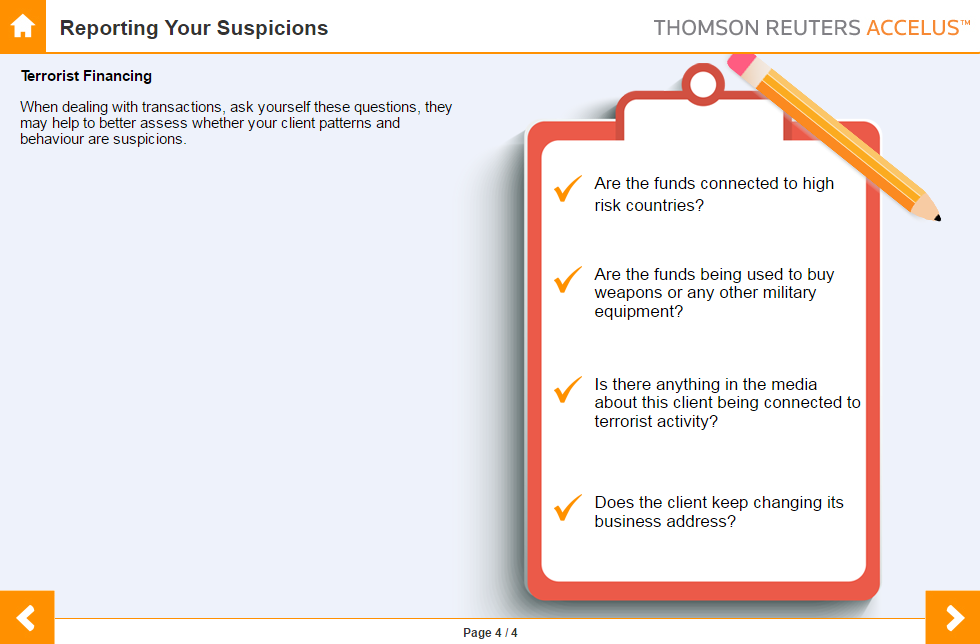 Reporting Your Suspicions
THOMSON REUTERS ACCELUS™
Terrorist Financing
When dealing with transactions, ask yourself these questions, they
may help to better assess whether your client patterns and
behaviour are suspicions.
Are the funds connected to high
risk countries?
Are the funds being used to buy
weapons or any other military
equipment?
Is there anything in the media
about this client being connected to
terrorist activity?
Does the client keep changing its
business address?
Page 4 / 4